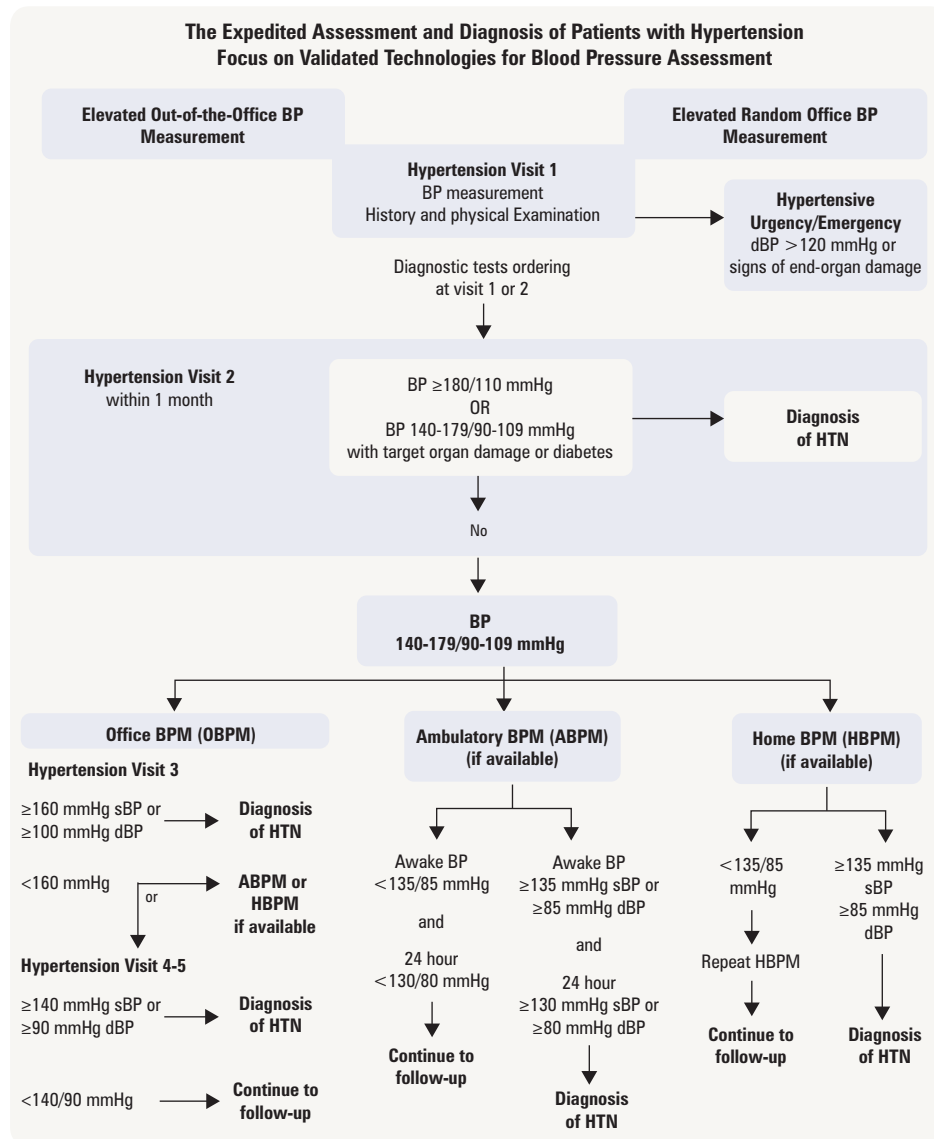 The Expedited Assessment and Diagnosis of Patients with Hypertension
Focus on Validated Technologies for Blood Pressure Assessment
Elevated Out-of-the-Office BP
Measurement
Elevated Random Office BP
Measurement
Hypertension Visit 1
BP measurement
History and physical Examination
Hypertensive
Urgency/Emergency
dBP >120 mmHg or
signs of end-organ damage
Diagnostic tests ordering
at visit 1 or 2
Hypertension Visit 2
within 1 month
BP ≥180/110 mmHg
OR
BP 140-179/90-109 mmHg
with target organ damage or diabetes
Diagnosis
of HTN
No
BP
140-179/90-109 mmHg
Office BPM (OBPM)
Hypertension Visit 3
≥160 mmHg sBP or
≥100 mmHg dBP
Diagnosis
of HTN
<160 mmHg
or
ABPM or
HBPM
if available
Hypertension Visit 4-5
≥140 mmHg sBP or
≥90 mmHg dBP
Diagnosis
of HTN
<140/90 mmHg
Continue to
follow-up
Ambulatory BPM (ABPM)
(if available)
Awake BP
<135/85 mmHg
and
24 hour
<130/80 mmHg
Continue to
follow-up
Awake BP
≥135 mmHg sBP or
≥85 mmHg dBP
and
24 hour
≥130 mmHg sBP or
≥80 mmHg dBP
Diagnosis
of HTN
Home BPM (HBPM)
(if available)
<135/85
mmHg
Repeat HBPM
Continue to
follow-up
≥135 mmHg
sBP
≥85 mmHg
dBP
Diagnosis
of HTN